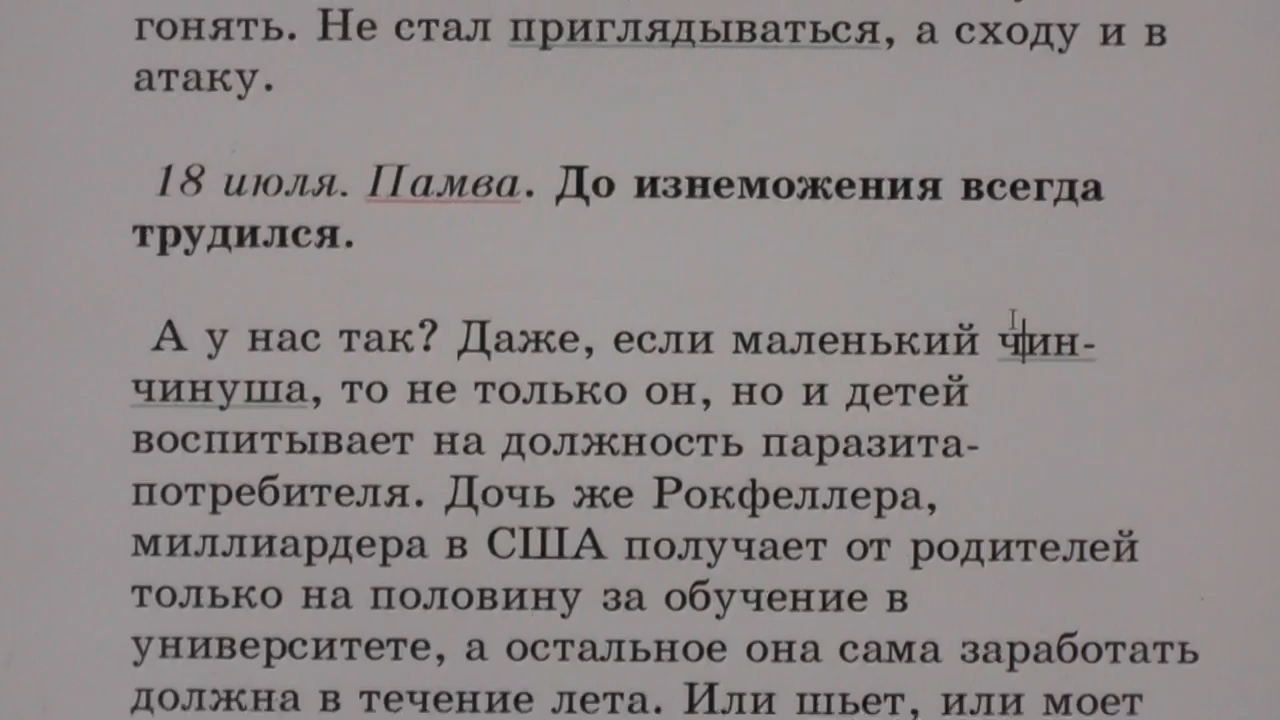 гонять. Не стал приглядываться, а сходу и в
атаку.
18 июля. Памва. До изнеможения всегда
трудился.
А у нас так? Даже, если маленький чин-
чинуша, то не только он, но и детей
воспитывает на должность паразита-
потребителя. Дочь же Рокфеллера,
миллиардера в США получает от родителей
только на половину за обучение в
университете, а остальное она сама заработать
должна в течение лета. Или шьет, или моет